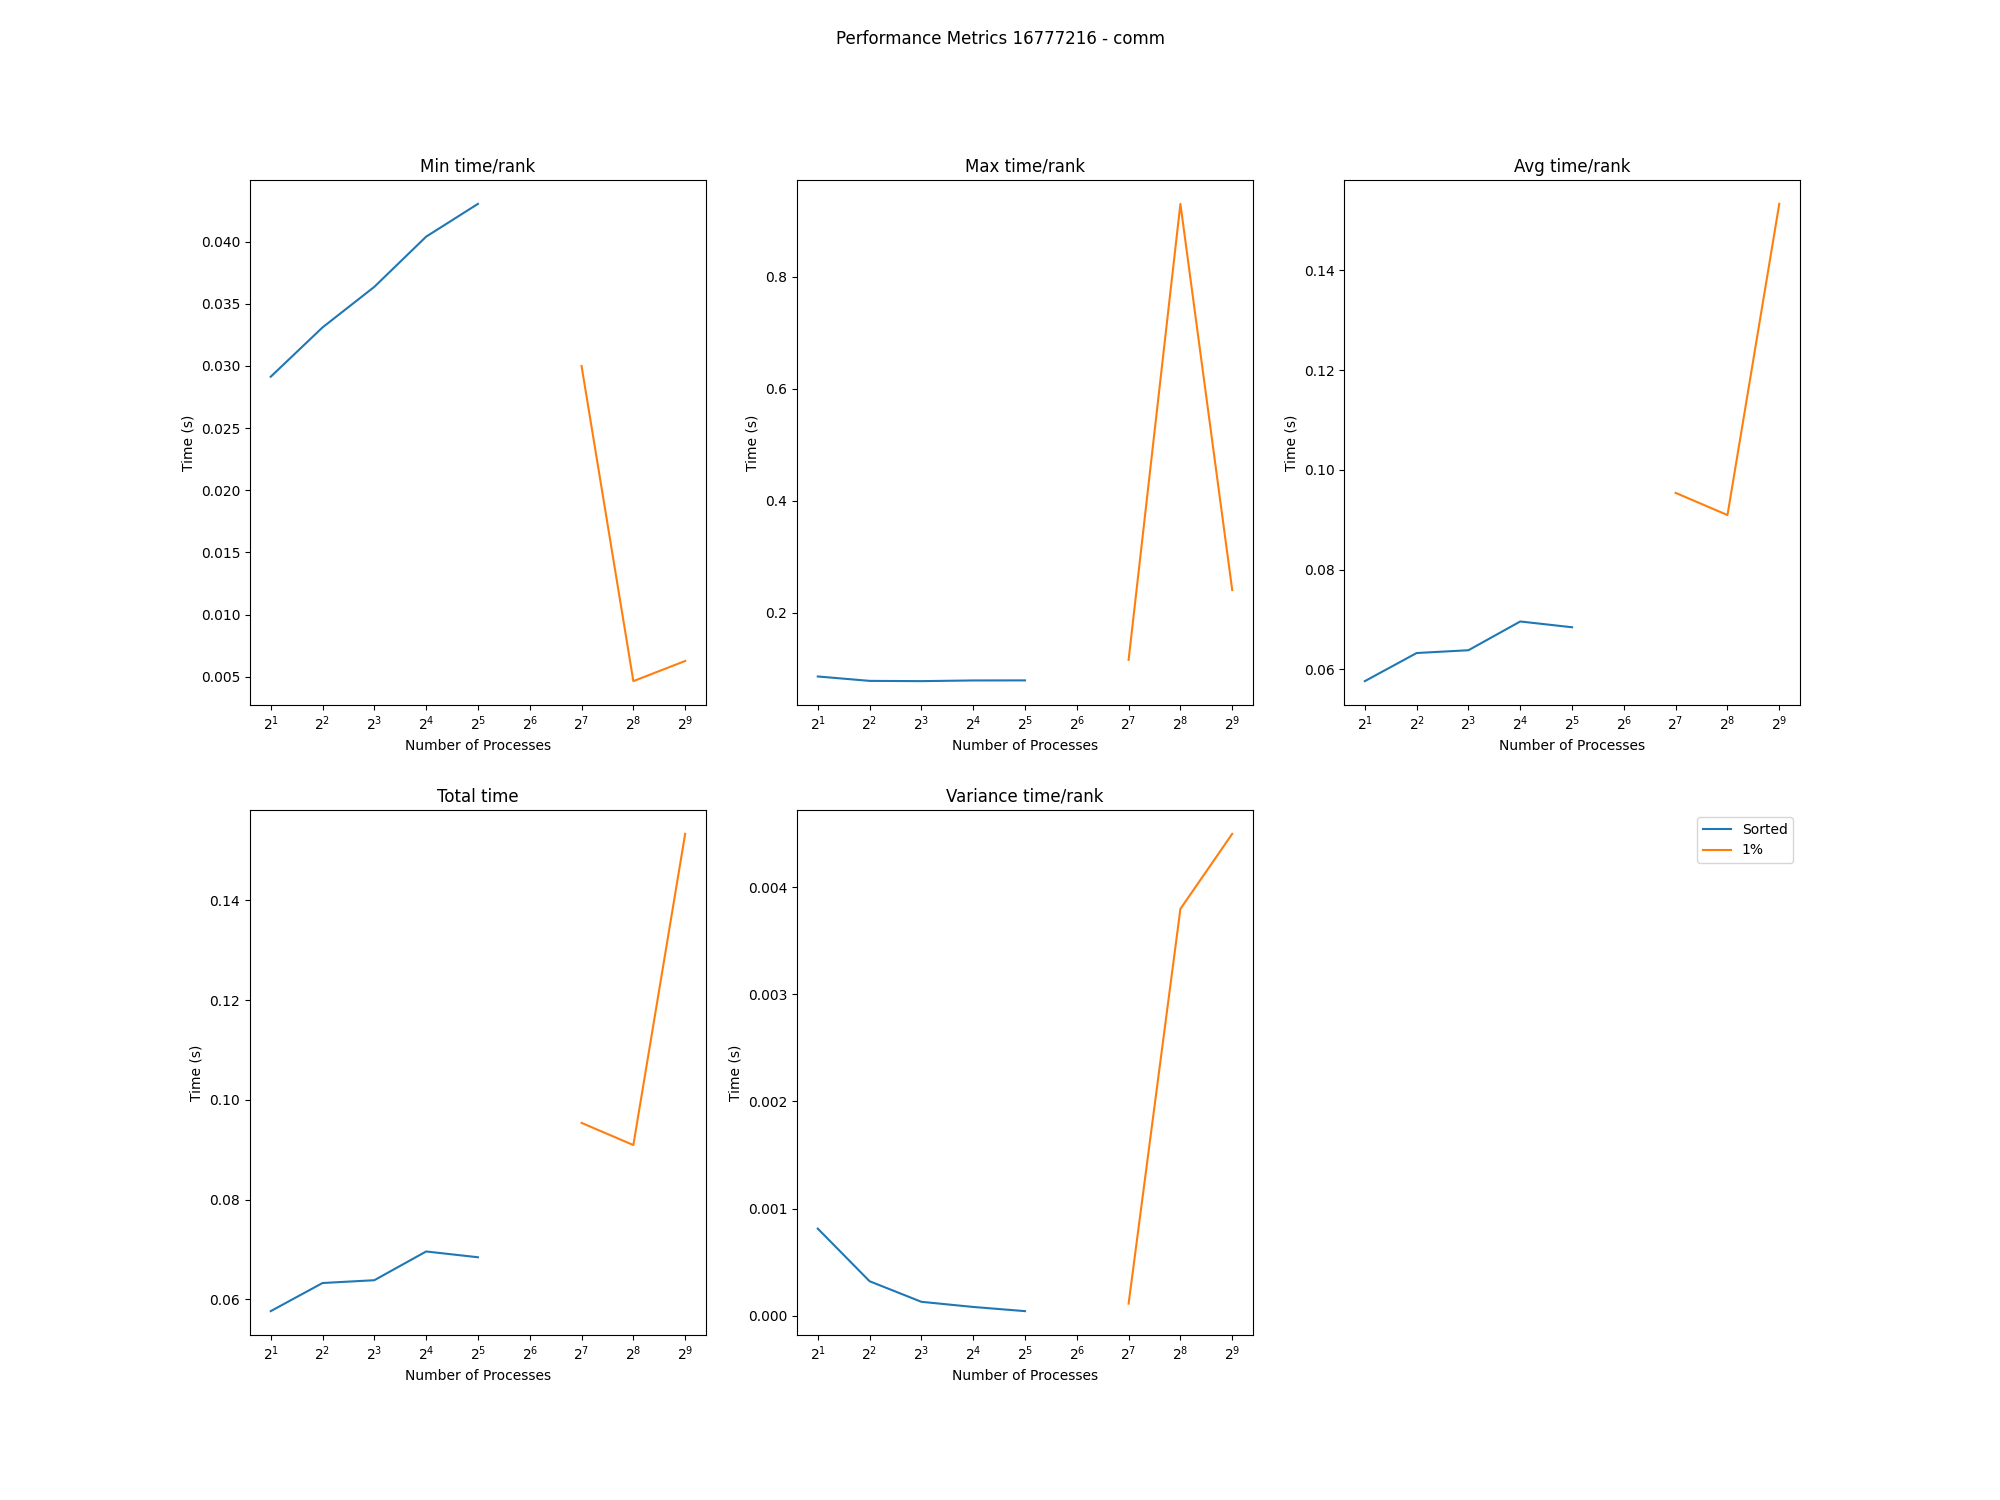 Performance Metrics 16777216 - comm
Min time/rank
Time (s)
0.040
0.035
0.030
0.025
0.020
0.015
0.010
0.005
2^1 2^2 2^3 2^4 2^5 2^6 2^7 2^8 2^9
Number of Processes
Max time/rank
Time (s)
0.8
0.6
0.4
0.2
2^1 2^2 2^3 2^4 2^5 2^6 2^7 2^8 2^9
Number of Processes
Avg time/rank
Time (s)
0.14
0.12
0.10
0.08
0.06
2^1 2^2 2^3 2^4 2^5 2^6 2^7 2^8 2^9
Number of Processes
Total time
Time (s)
0.14
0.12
0.10
0.08
0.06
2^1 2^2 2^3 2^4 2^5 2^6 2^7 2^8 2^9
Number of Processes
Variance time/rank
Time (s)
0.004
0.003
0.002
0.001
0.000
2^1 2^2 2^3 2^4 2^5 2^6 2^7 2^8 2^9
Number of Processes
Sorted
1%